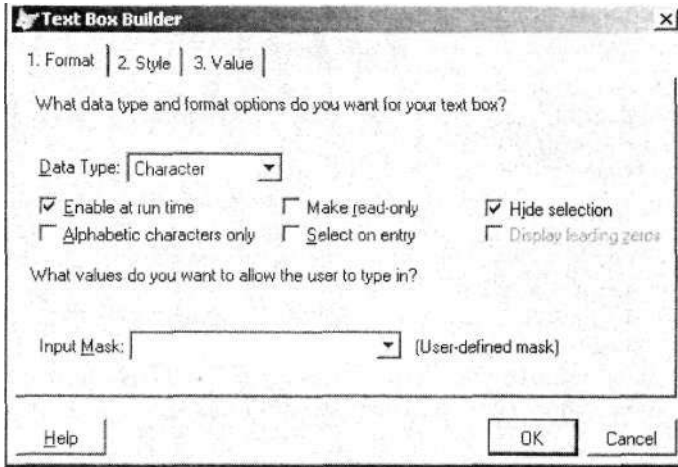 Text Box Builder
1. Format 2. Style 3. Value
What data type and format options do you want for your text box?
Data Type: Character
Enable at run time Make read-only Hide selection
Alphabetic characters only Select on entry Display leading zeros
What values do you want to allow the user to type in?
Input Mask: (User-defined mask)
Help OK Cancel